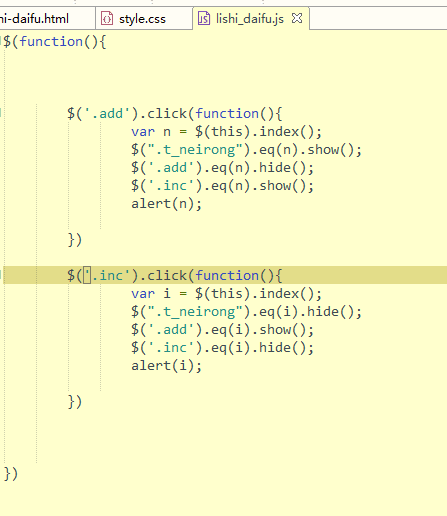 hi-daifu.html style.css lishi_daifu.js
$(function(){
$('.add').click(function(){
var n = $(this).index();
$(".t_neirong").eq(n).show();
$('.add').eq(n).hide();
$('.inc').eq(n).show();
alert(n);
})
$('.inc').click(function(){
var i = $(this).index();
$(".t_neirong").eq(i).hide();
$('.add').eq(i).show();
$('.inc').eq(i).hide();
alert(i);
})
})